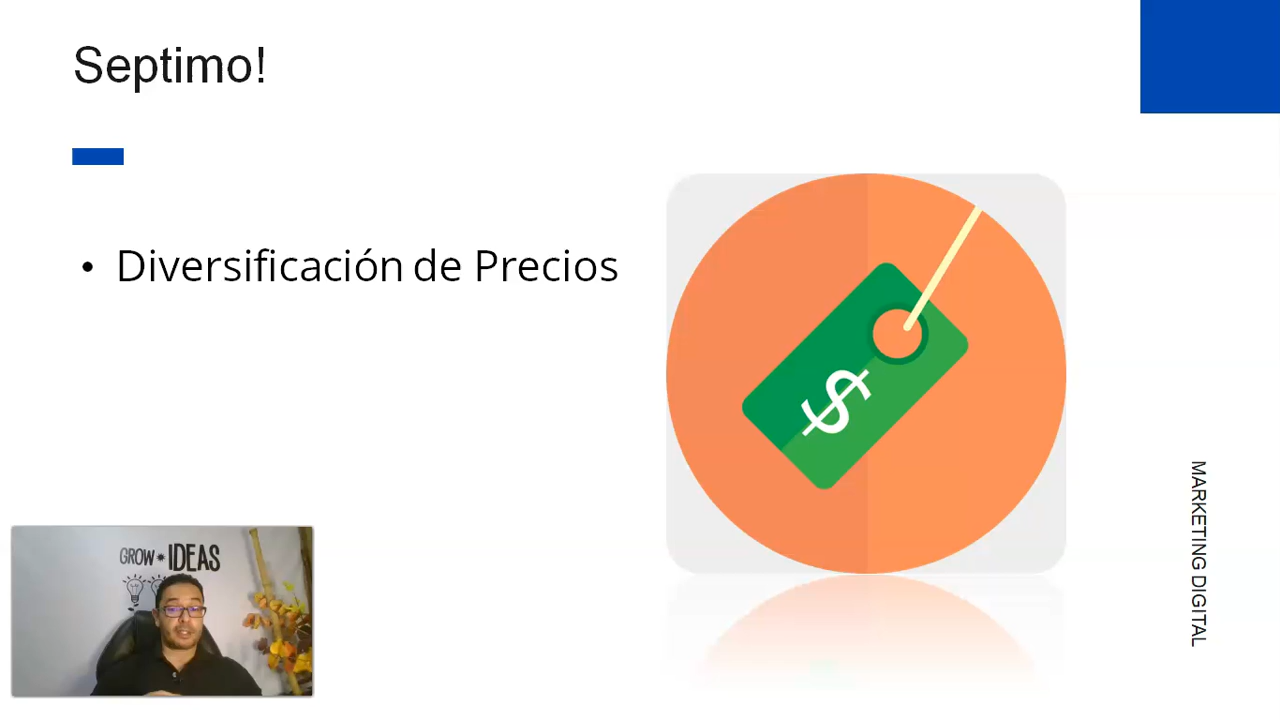 Septimo!
• Diversificación de Precios
$
MARKETING DIGITAL
GROW * IDEAS